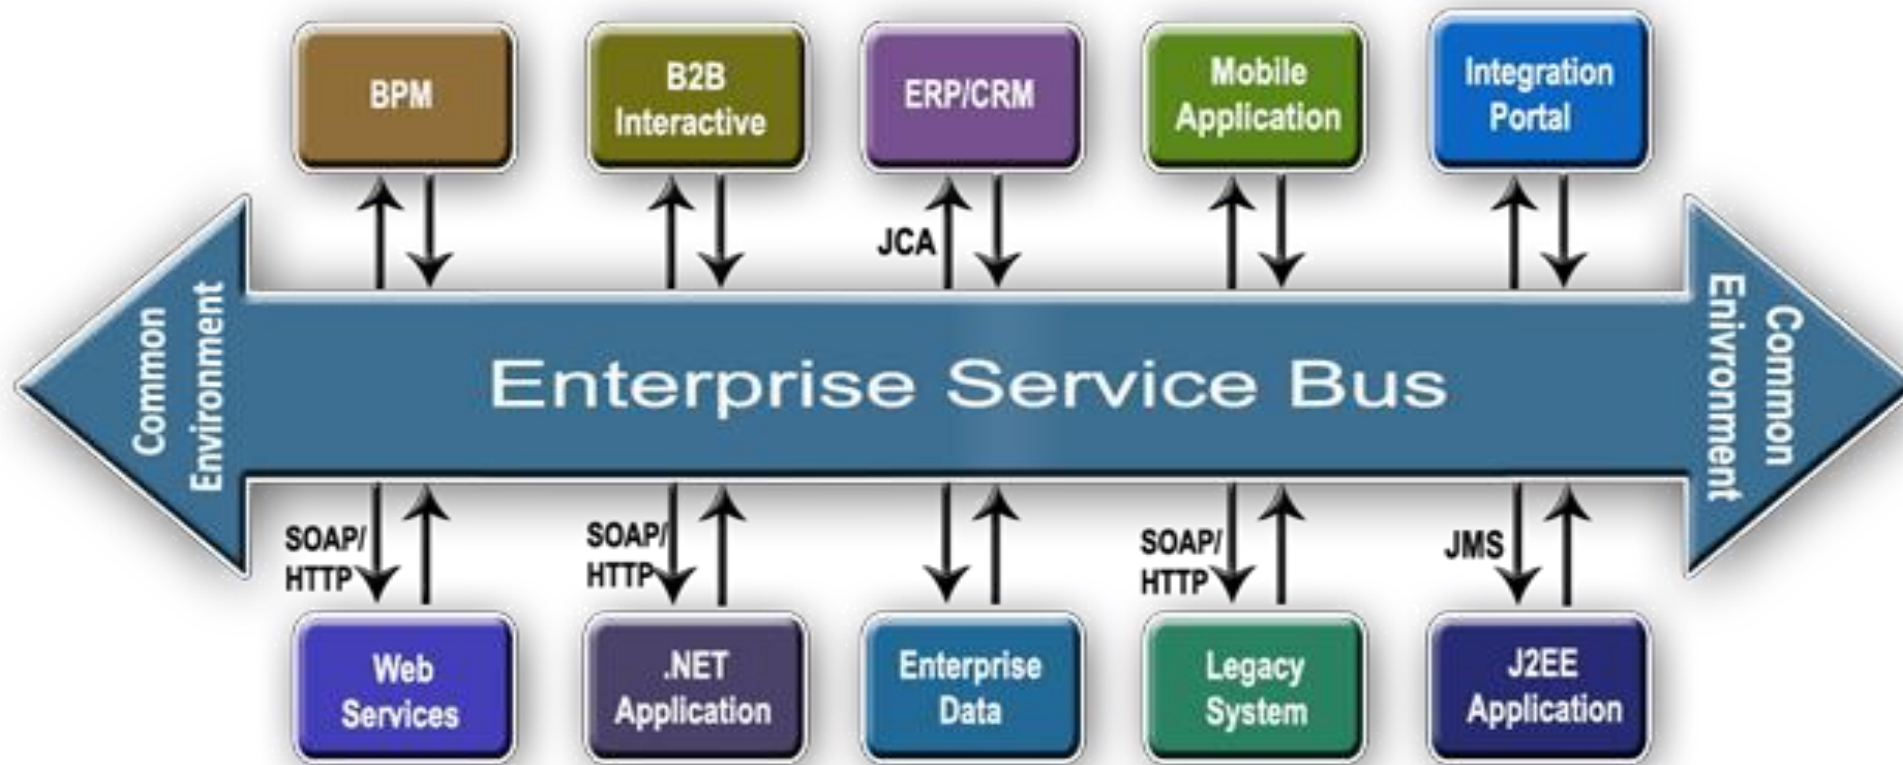 BPM
B2B
Interactive
ERP/CRM
Mobile
Application
Integration
Portal
JCA
Common
Environment
Enterprise Service Bus
Common
Enivronment
SOAP/
HTTP
SOAP/
HTTP
SOAP/
HTTP
JMS
Web
Services
.NET
Application
Enterprise
Data
Legacy
System
J2EE
Application